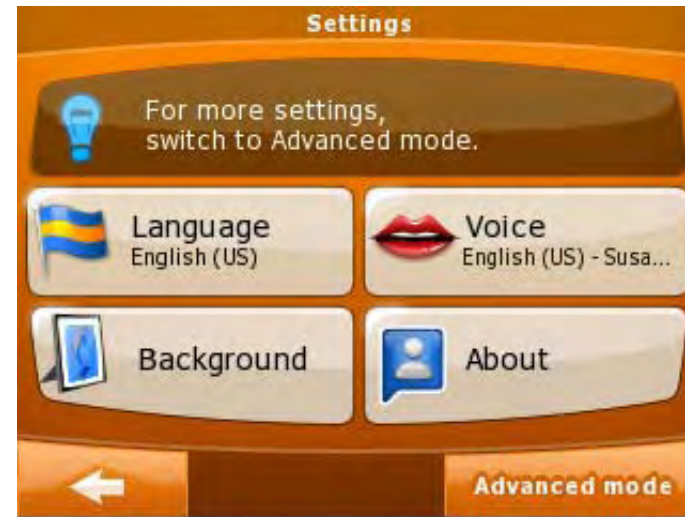 Settings
For more settings,
switch to Advanced mode.
Language
English (US)
Voice
English (US) - Susa...
Background
About
Advanced mode